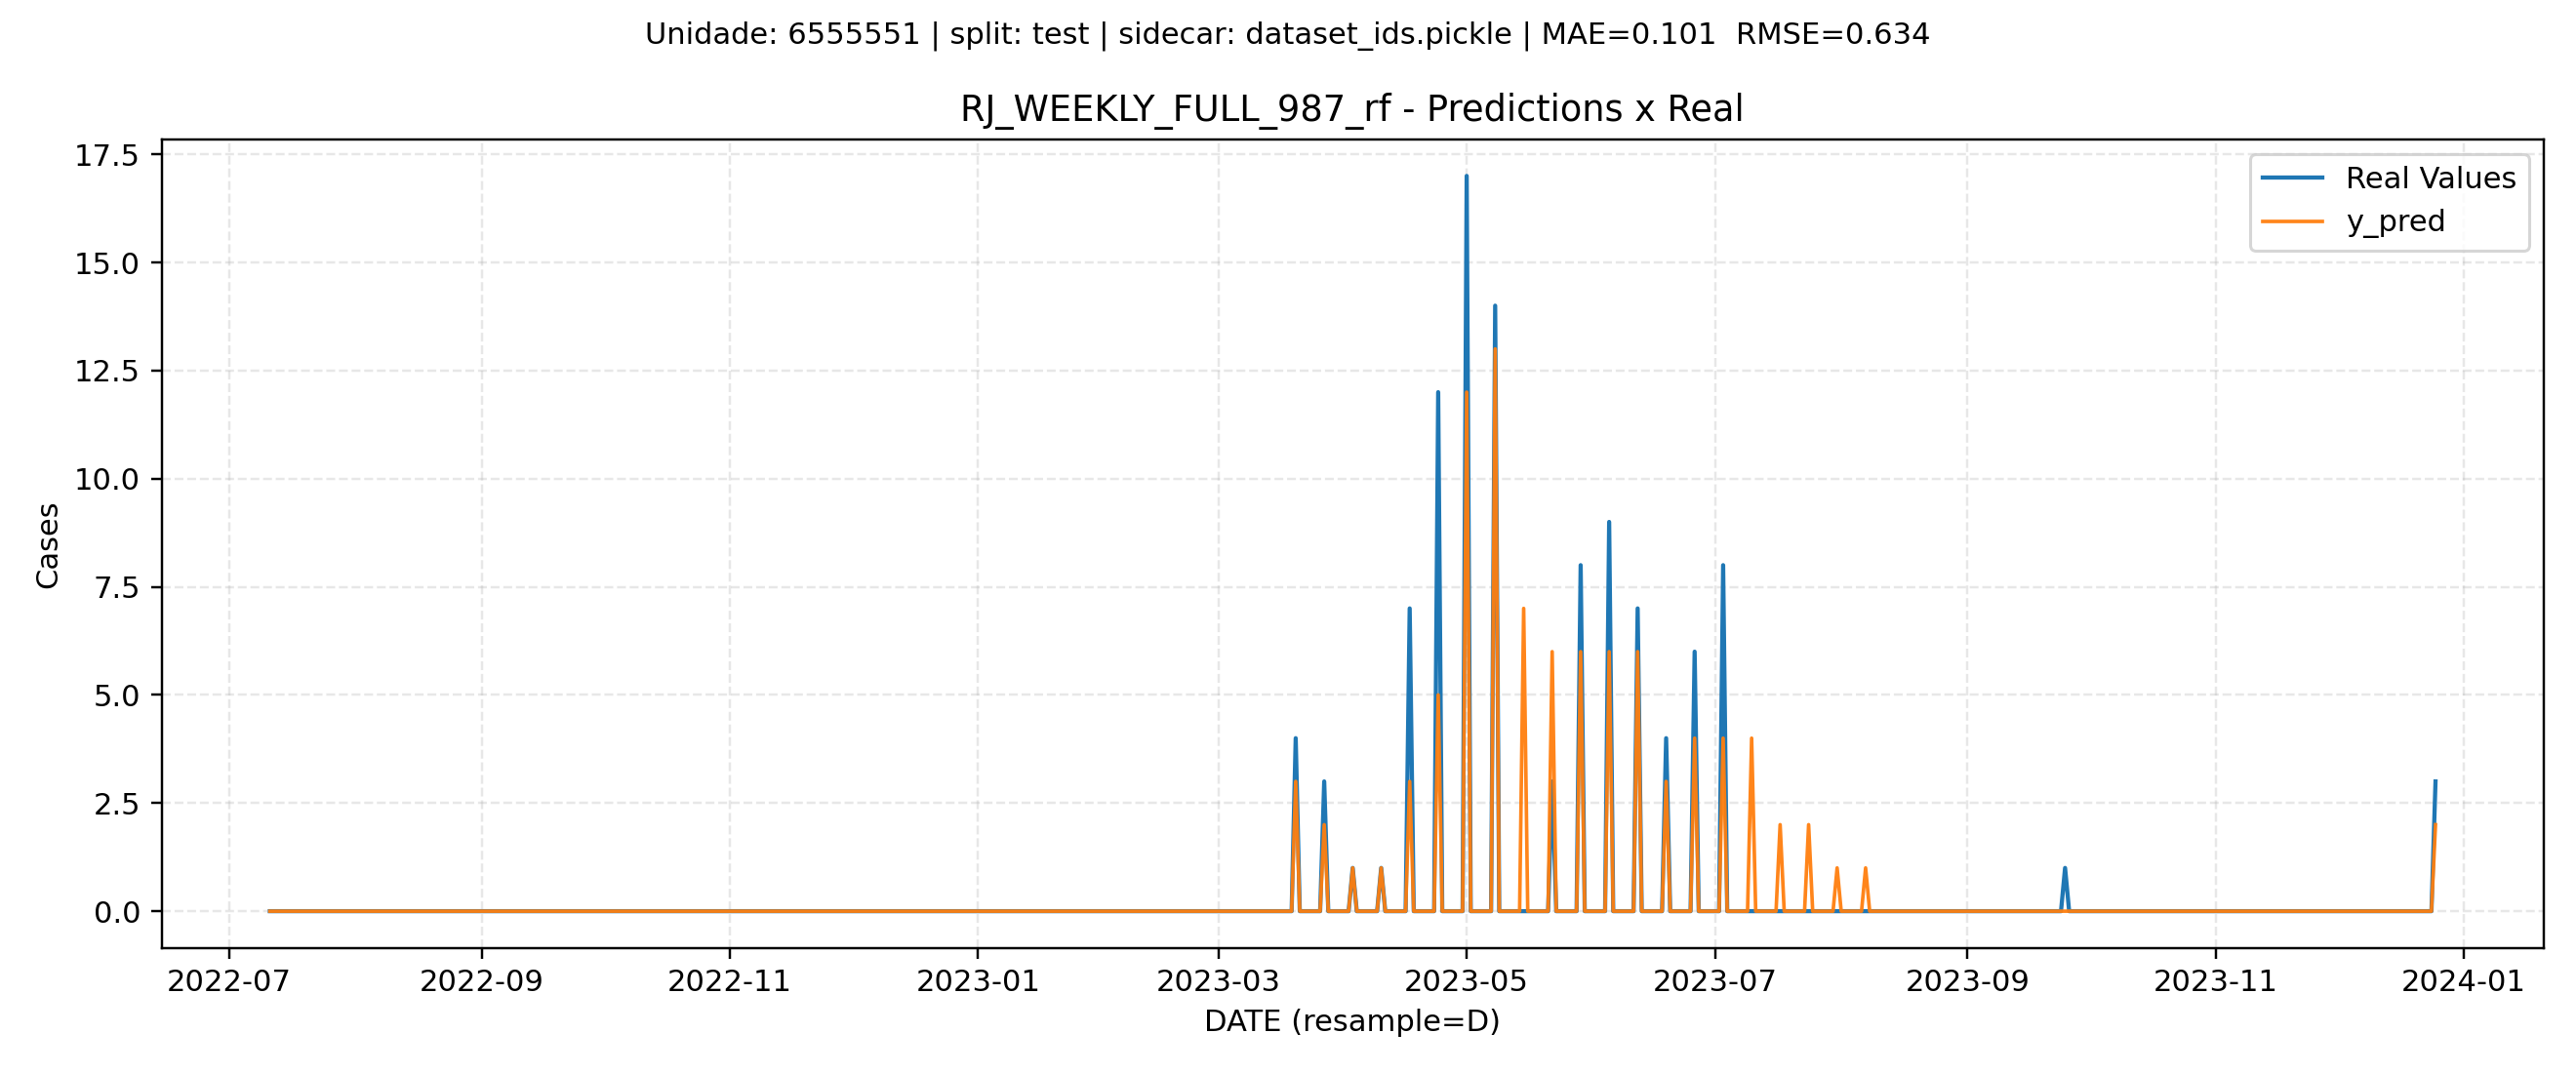 Unidade: 6555551 | split: test | sidecar: dataset_ids.pickle | MAE=0.101  RMSE=0.634
RJ_WEEKLY_FULL_987_rf - Predictions x Real
Real Values
y_pred
Cases
17.5
15.0
12.5
10.0
7.5
5.0
2.5
0.0
2022-07 2022-09 2022-11 2023-01 2023-03 2023-05 2023-07 2023-09 2023-11 2024-01
DATE (resample=D)